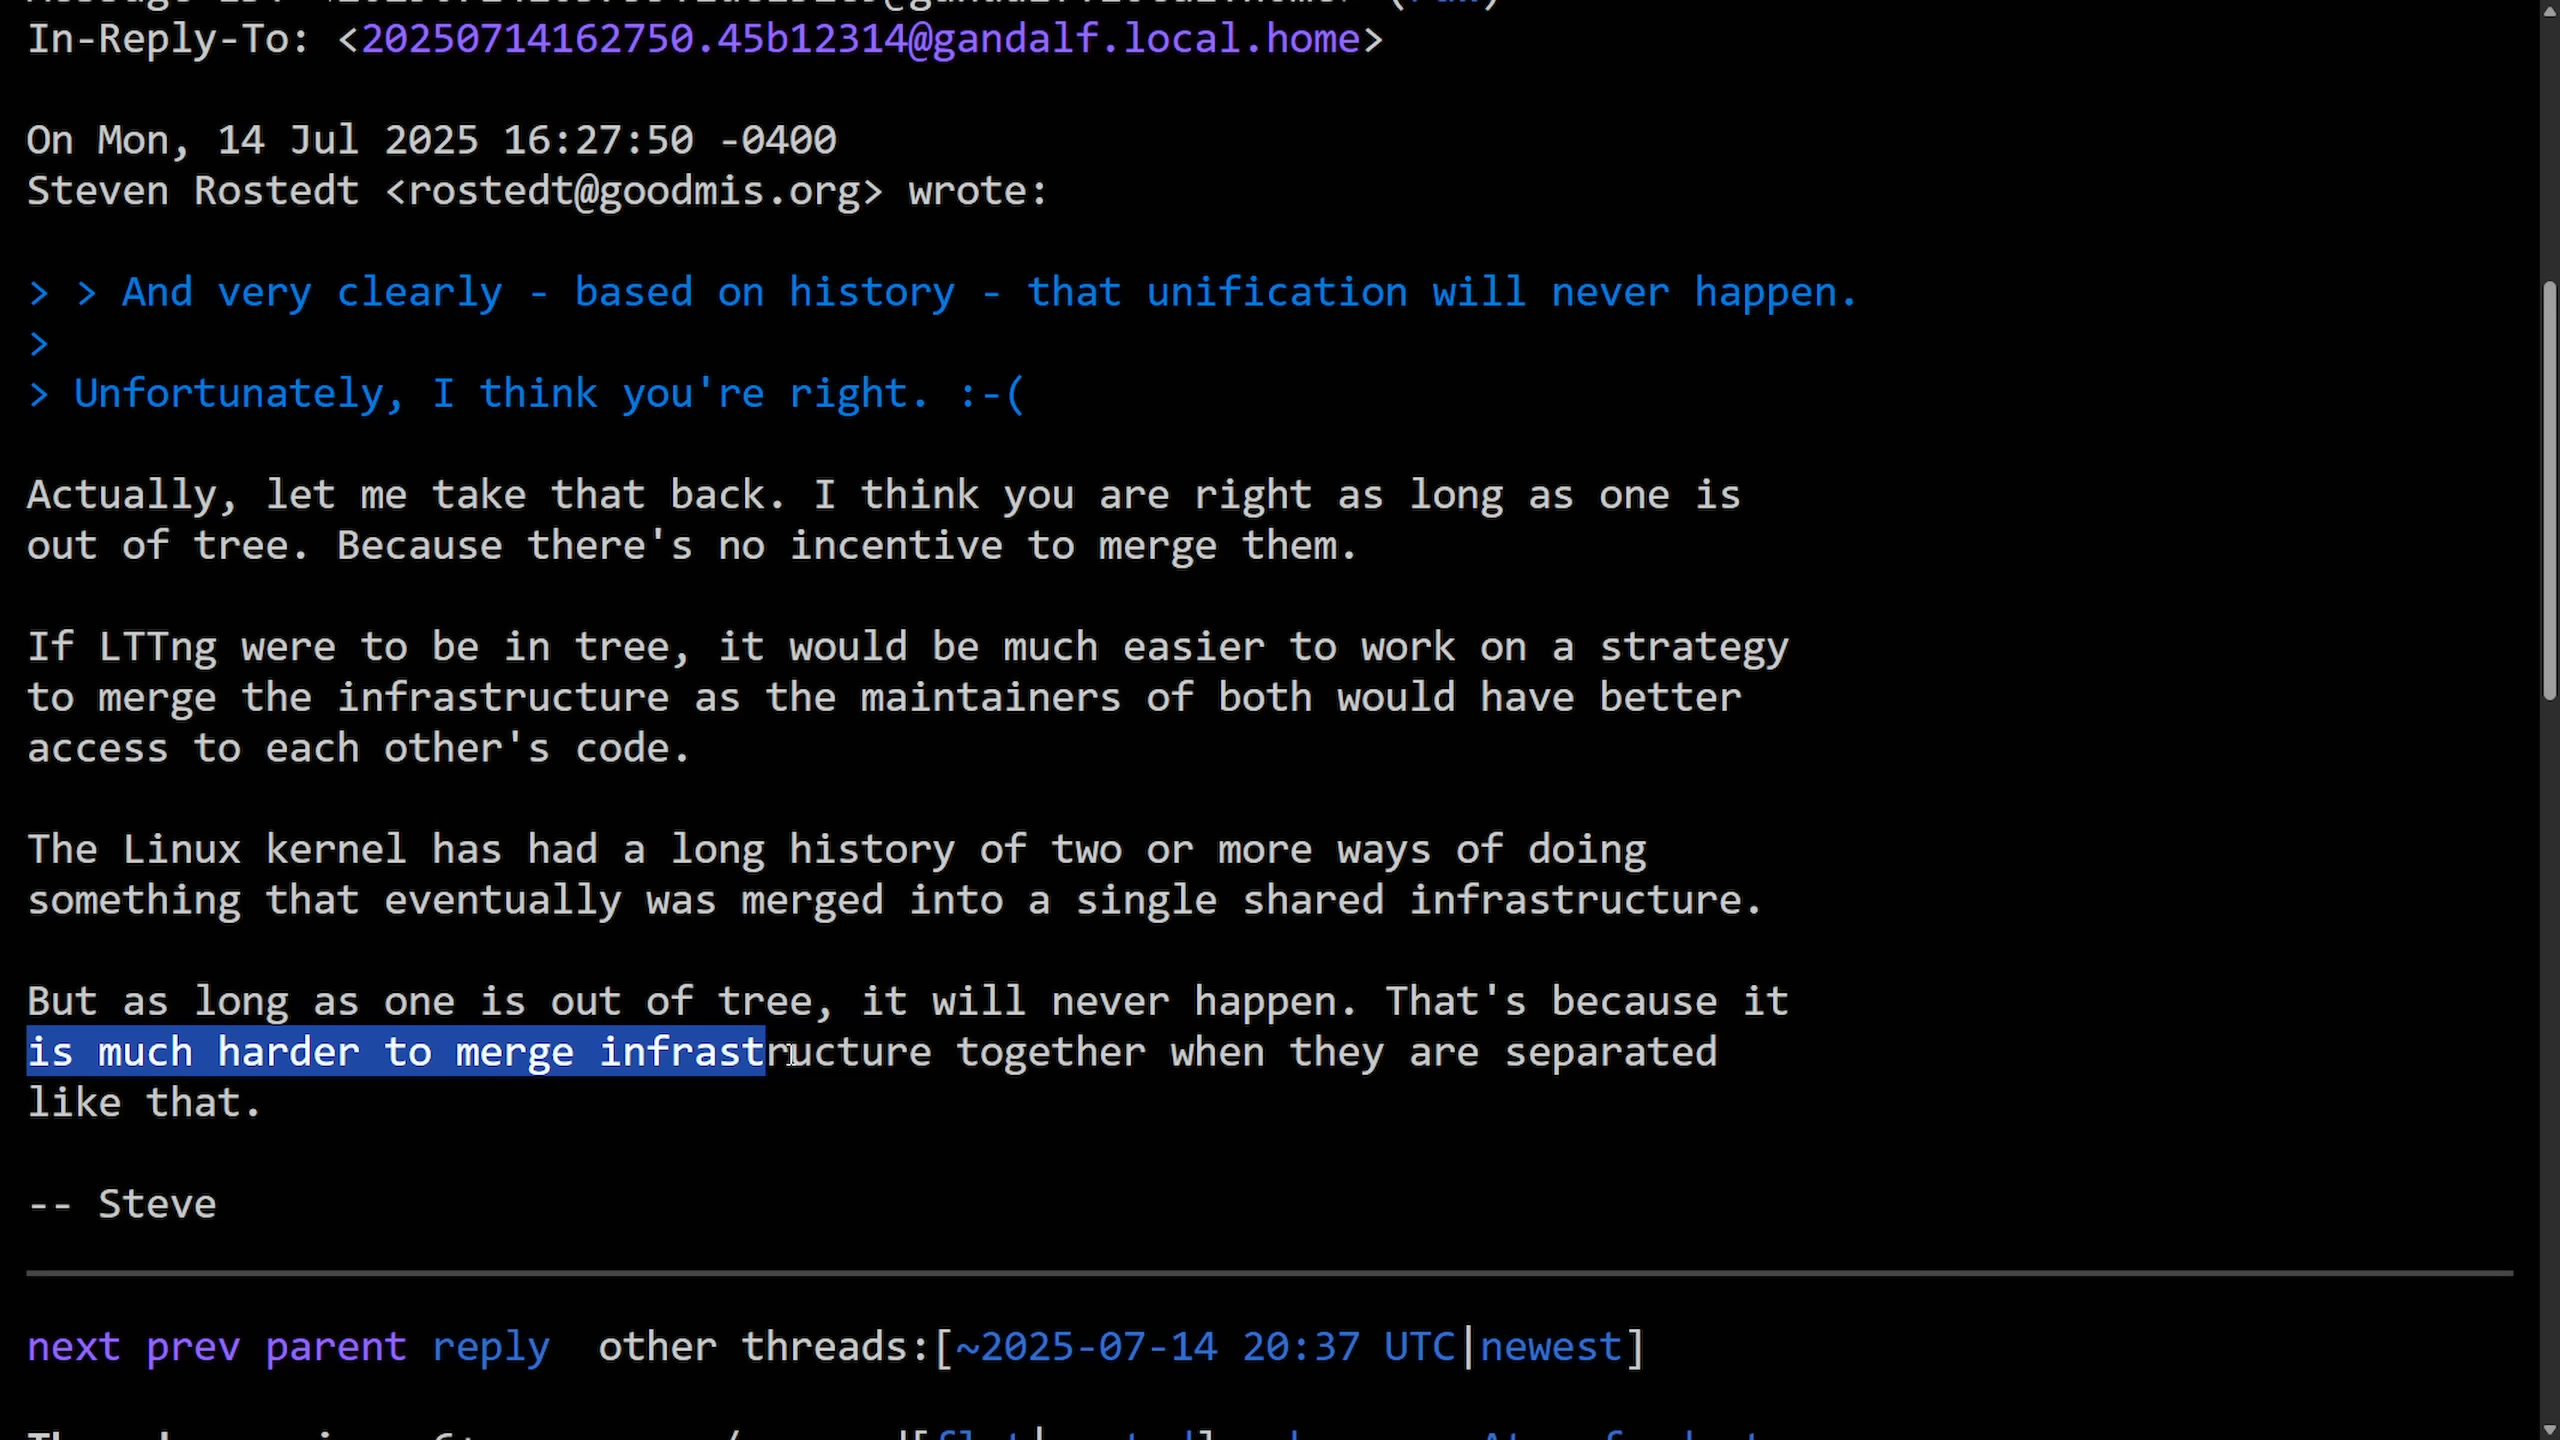 In-Reply-To: <20250714162750.45b12314@gandalf.local.home>
On Mon, 14 Jul 2025 16:27:50 -0400
Steven Rostedt <rostedt@goodmis.org> wrote:
> > And very clearly - based on history - that unification will never happen.
>
> Unfortunately, I think you're right. :-(
Actually, let me take that back. I think you are right as long as one is
out of tree. Because there's no incentive to merge them.
If LTTng were to be in tree, it would be much easier to work on a strategy
to merge the infrastructure as the maintainers of both would have better
access to each other's code.
The Linux kernel has had a long history of two or more ways of doing
something that eventually was merged into a single shared infrastructure.
But as long as one is out of tree, it will never happen. That's because it
is much harder to merge infrastructure together when they are separated
like that.
-- Steve
next prev parent reply  other threads:[~2025-07-14 20:37 UTC|newest]